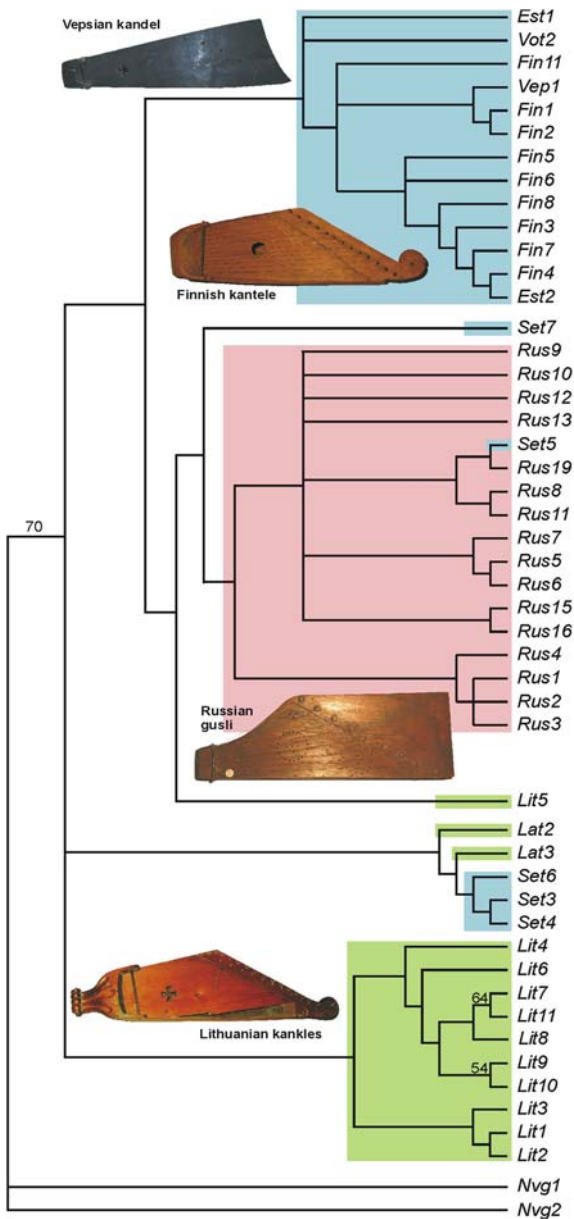 Vepsian kandel
Est1
Vot2
Fin11
Vep1
Fin1
Fin2
Fin5
Fin6
Fin8
Fin3
Fin7
Fin4
Est2
Finnish kantele
Set7
Rus9
Rus10
Rus12
Rus13
Set5
Rus19
Rus8
Rus11
70
Rus7
Rus5
Rus6
Rus15
Rus16
Rus4
Rus1
Rus2
Rus3
Russian
gusli
Lit5
Lat2
Lat3
Set6
Set3
Set4
Lit4
Lit6
64
Lit7
Lit11
Lit8
Lithuanian kankles
54
Lit9
Lit10
Lit3
Lit1
Lit2
Nvg1
Nvg2